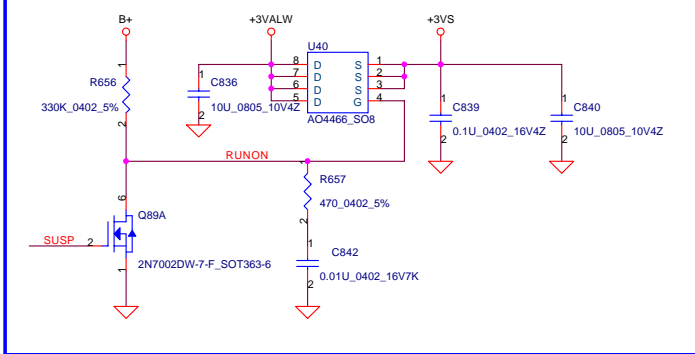 B+
+3VALW
+3VS
U40
8 D S 1
7 D S 2
6 D S 3
5 D G 4
AO4466_SO8
1
R656
330K_0402_5%
2
1
C836
10U_0805_10V4Z
2
1
C839
0.1U_0402_16V4Z
2
1
C840
10U_0805_10V4Z
2
RUNON
1
R657
470_0402_5%
2
6
Q89A
SUSP
2
2N7002DW-7-F_SOT363-6
1
1
C842
0.01U_0402_16V7K
2